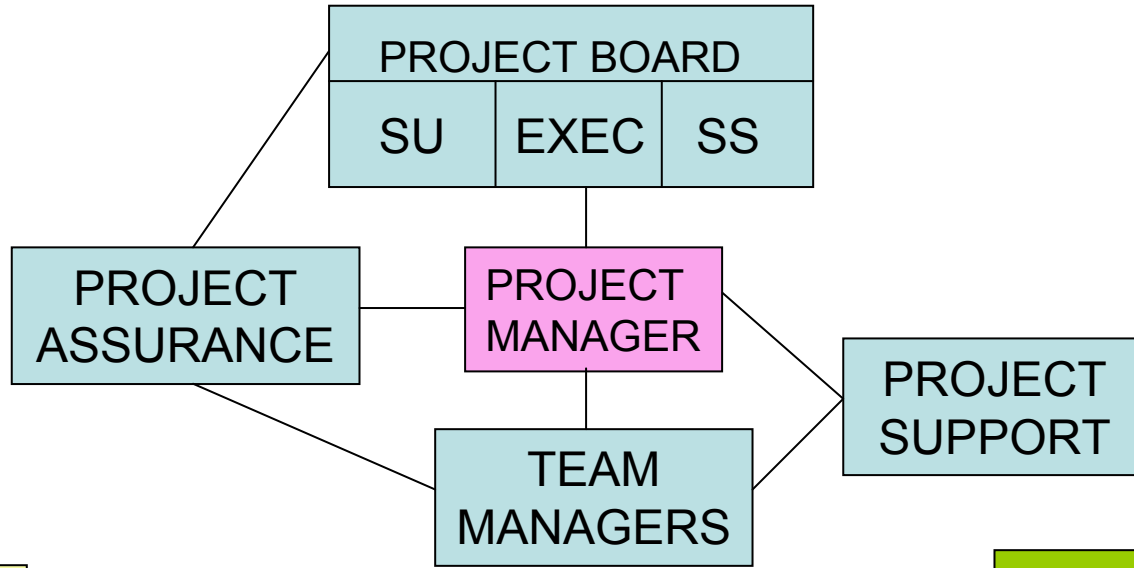 PROJECT BOARD
SU EXEC SS
PROJECT
ASSURANCE
PROJECT
MANAGER
PROJECT
SUPPORT
TEAM
MANAGERS